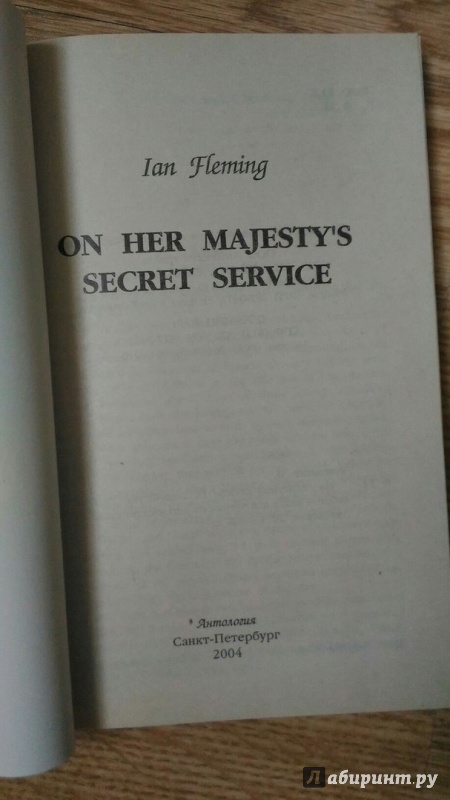 Ian Fleming
ON HER MAJESTY'S
SECRET SERVICE
* Антология
Санкт-Петербург
2004
Лабиринт.ру